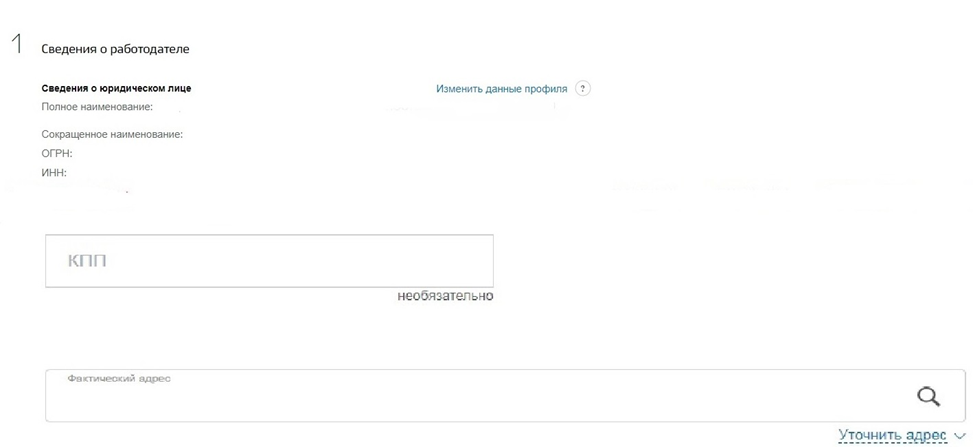 1 Сведения о работодателе
Сведения о юридическом лице Изменить данные профиля ?
Полное наименование:
Сокращенное наименование:
ОГРН:
ИНН:
КПП
необязательно
Фактический адрес
Уточнить адрес